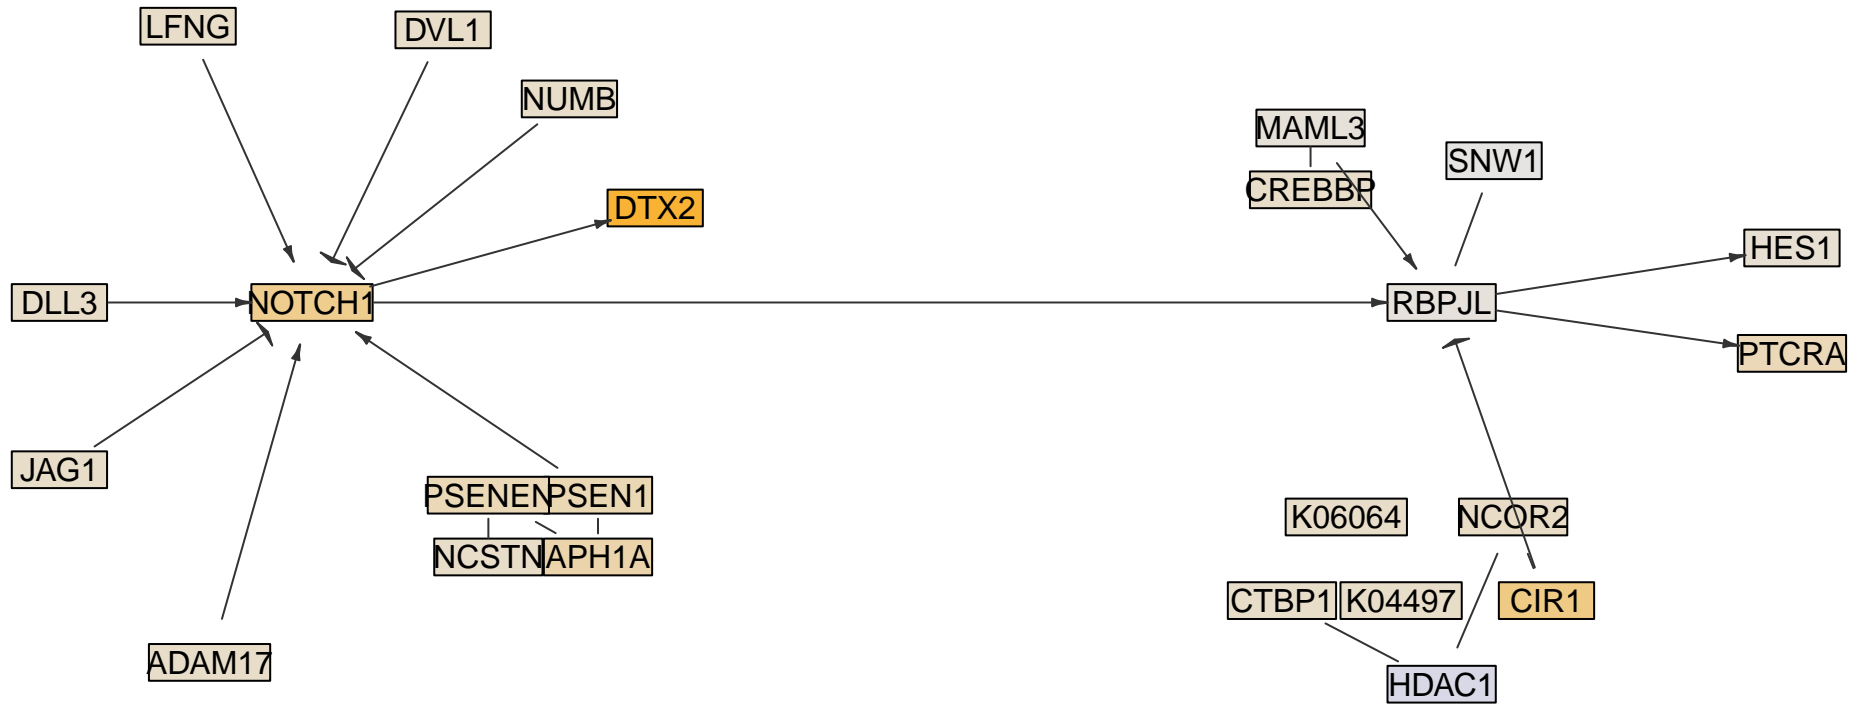 LFNG
DVL1
NUMB
MAML3
SNW1
CREBBP
DTX2
HES1
DLL3
NOTCH1
RBPJL
PTCRA
JAG1
PSENEN
PSEN1
K06064
NCOR2
NCSTN
APH1A
CTBP1
K04497
CIR1
ADAM17
HDAC1